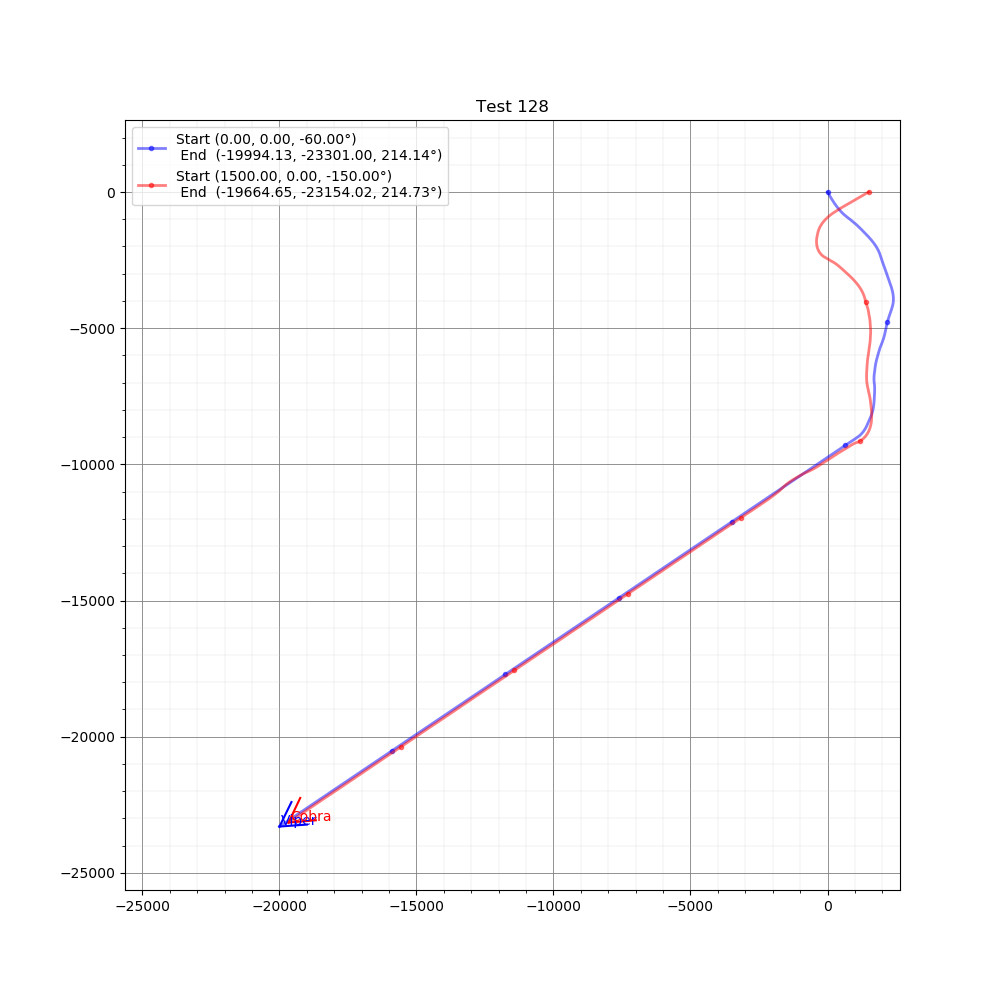 Test 128
Start (0.00, 0.00, -60.00°)
End (-19994.13, -23301.00, 214.14°)
Start (1500.00, 0.00, -150.00°)
End (-19664.65, -23154.02, 214.73°)
0
−5000
−10000
−15000
−20000
−25000
Cobra
−25000
−20000
−15000
−10000
−5000
0